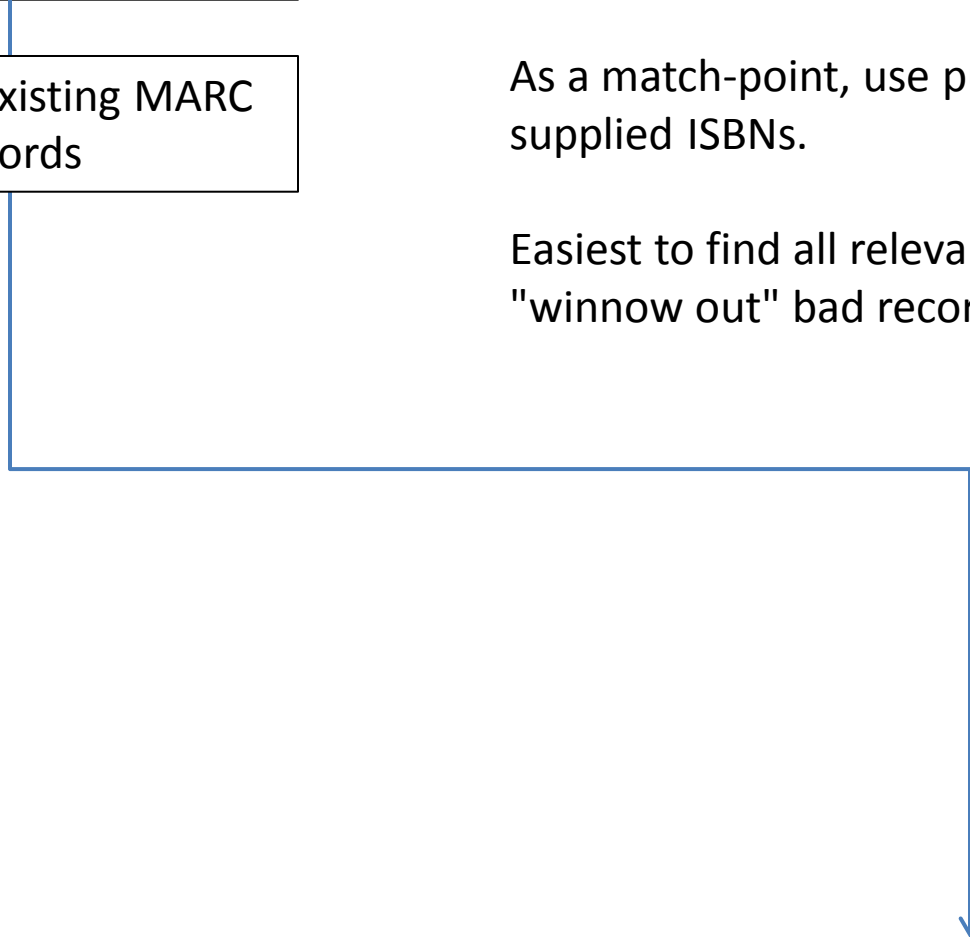 xisting MARC
ords
As a match-point, use p
supplied ISBNs.
Easiest to find all releva
"winnow out" bad recor